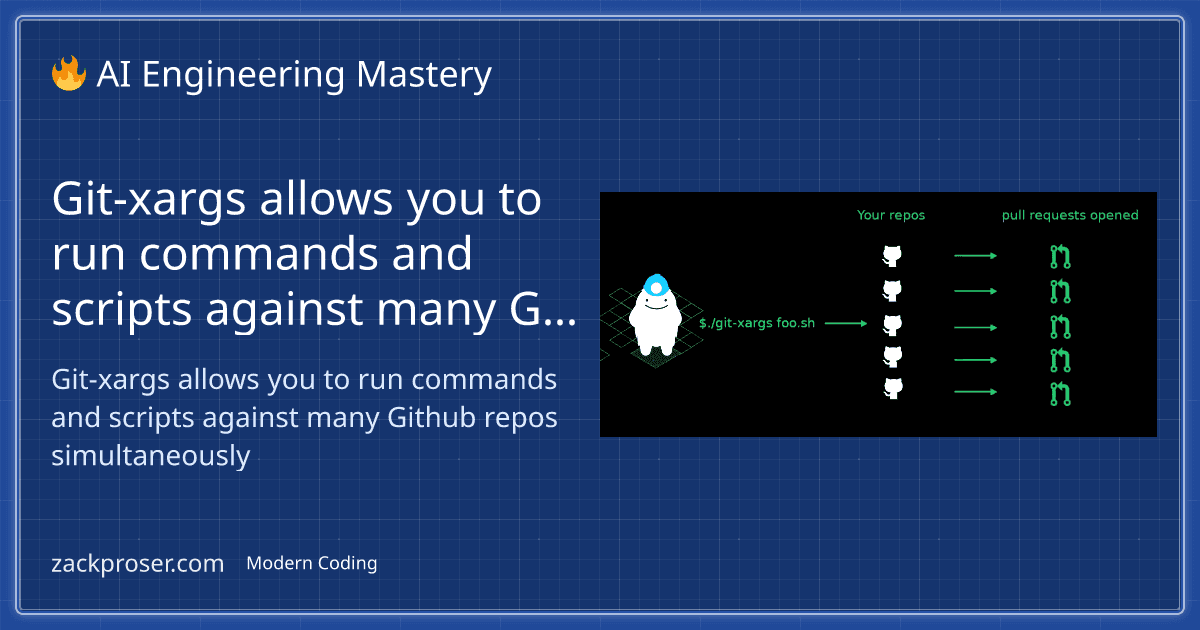 🔥 AI Engineering Mastery
Git-xargs allows you to
run commands and
scripts against many G...
Git-xargs allows you to run commands
and scripts against many Github repos
simultaneously
Your repos
pull requests opened
$./git-xargs foo.sh
zackproser.com
Modern Coding